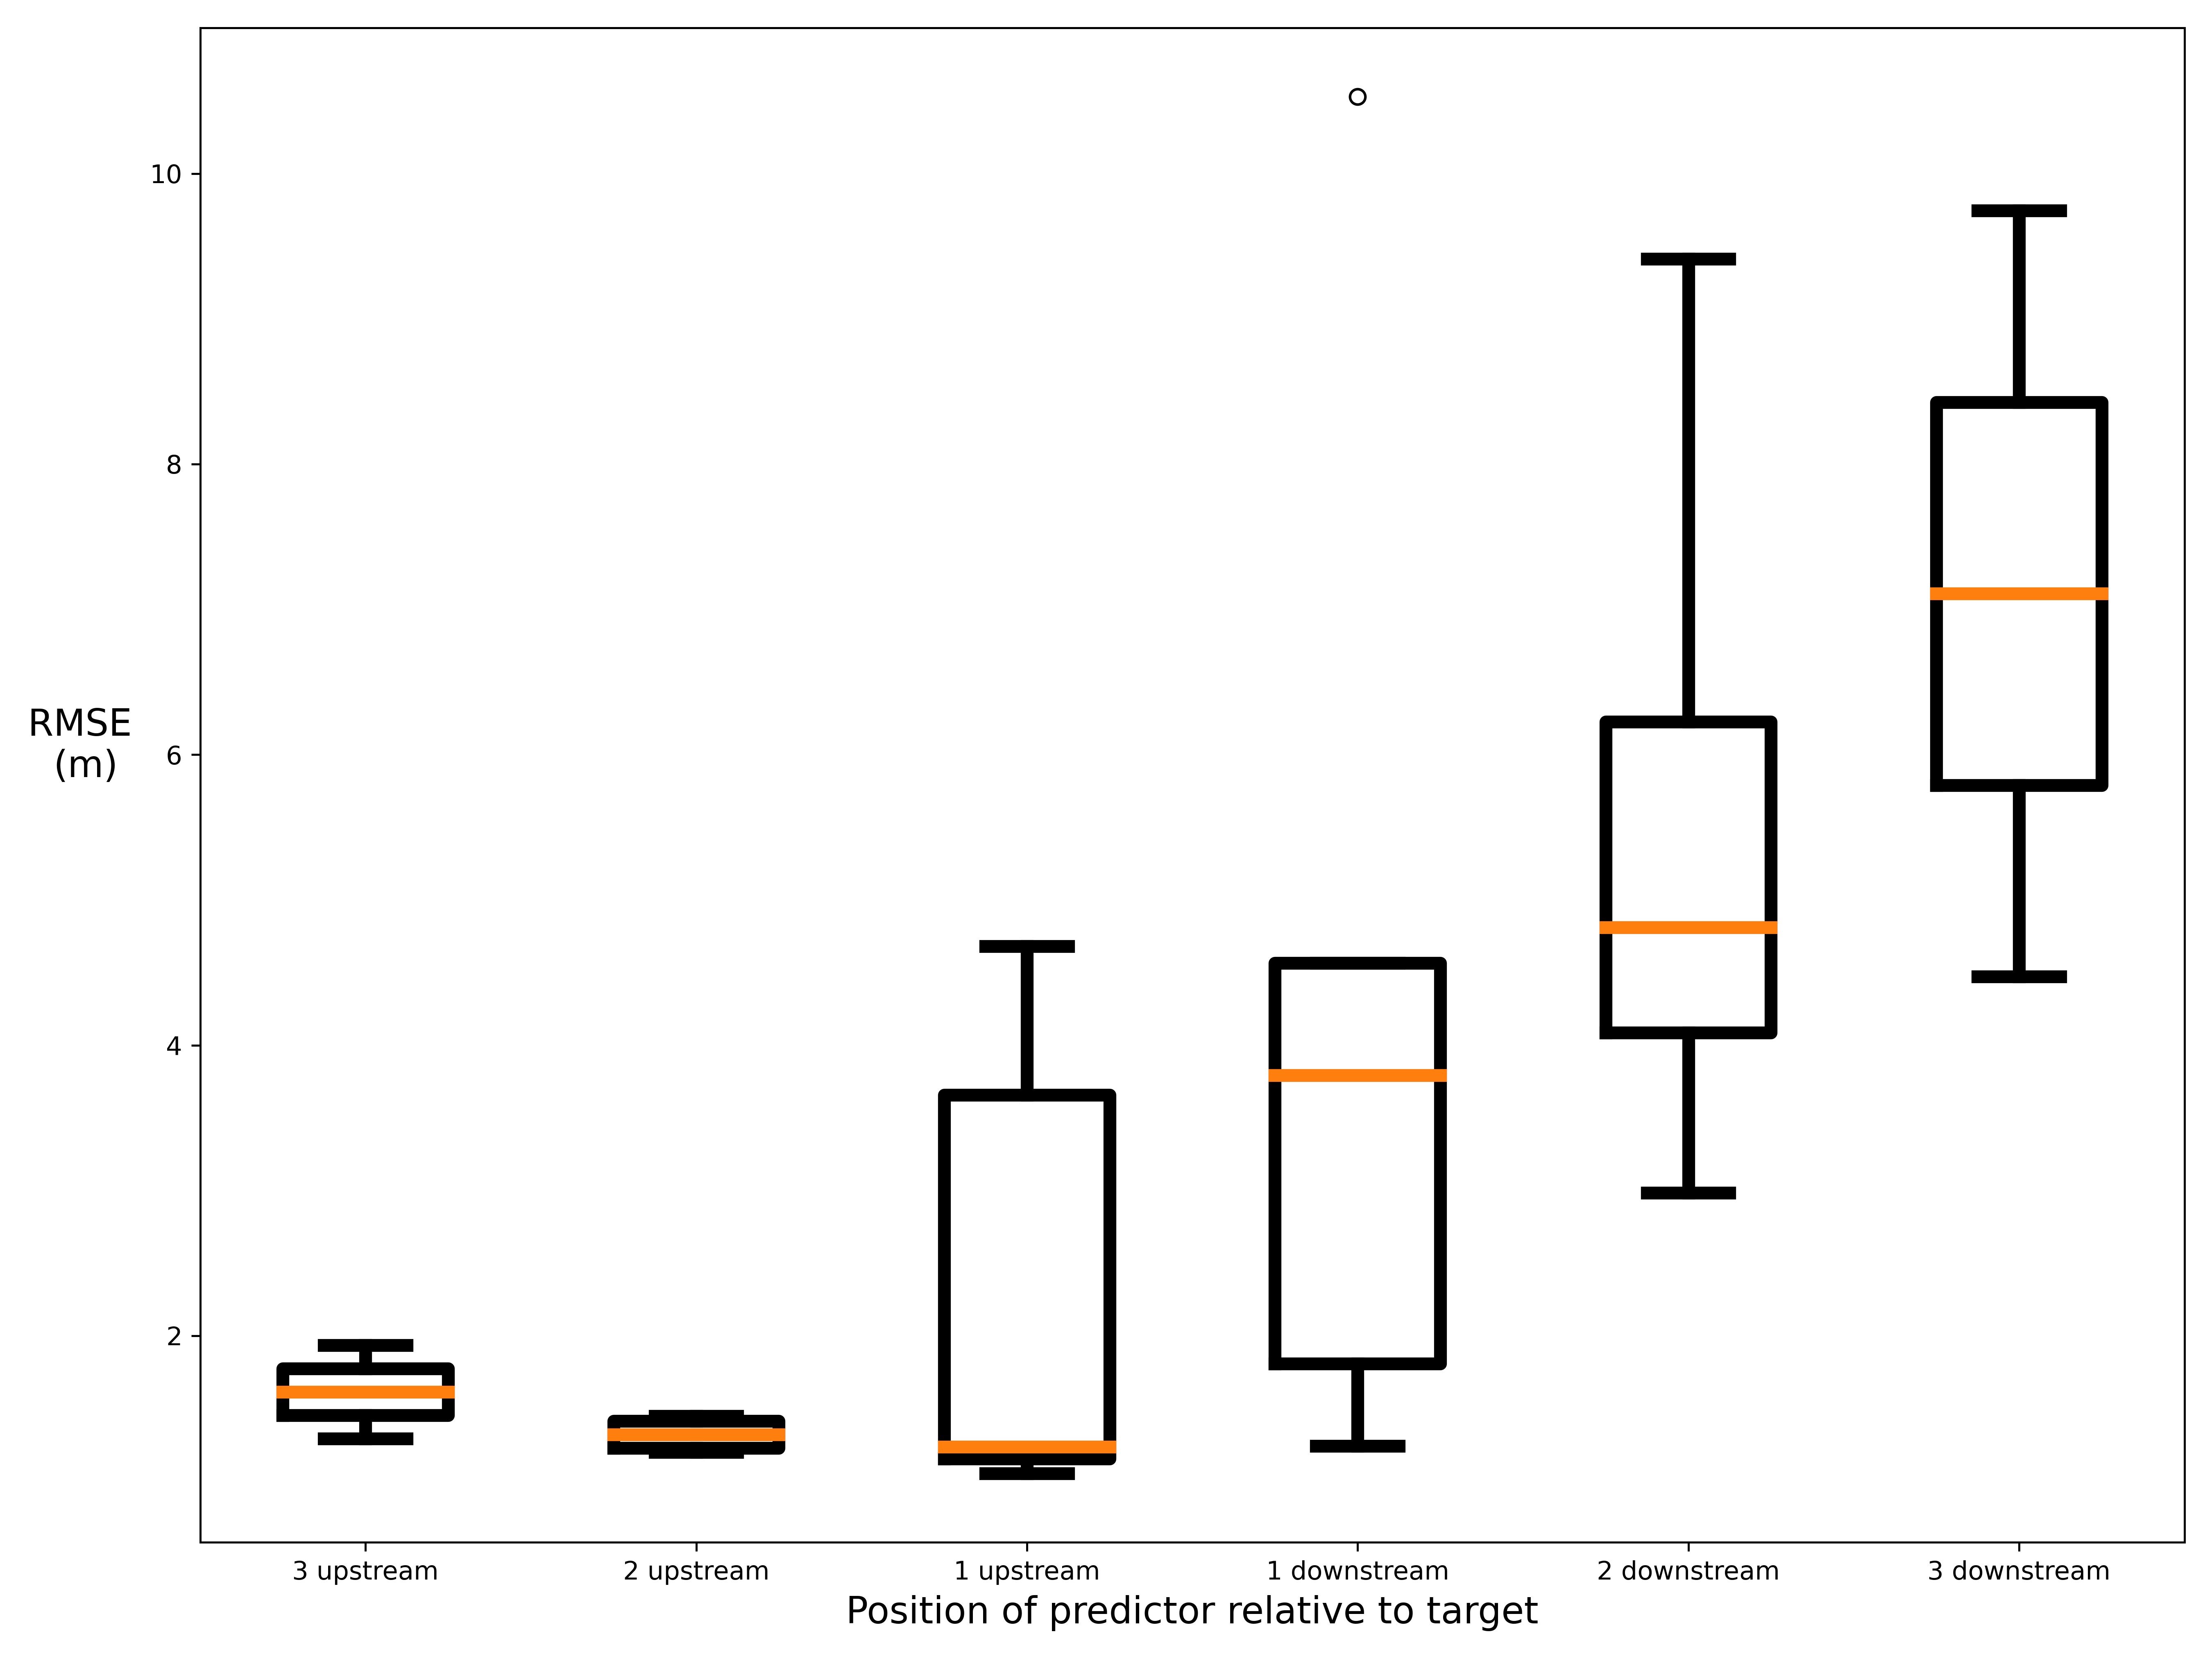 10
8
6
4
2
RMSE
(m)
3 upstream 2 upstream 1 upstream 1 downstream 2 downstream 3 downstream
Position of predictor relative to target